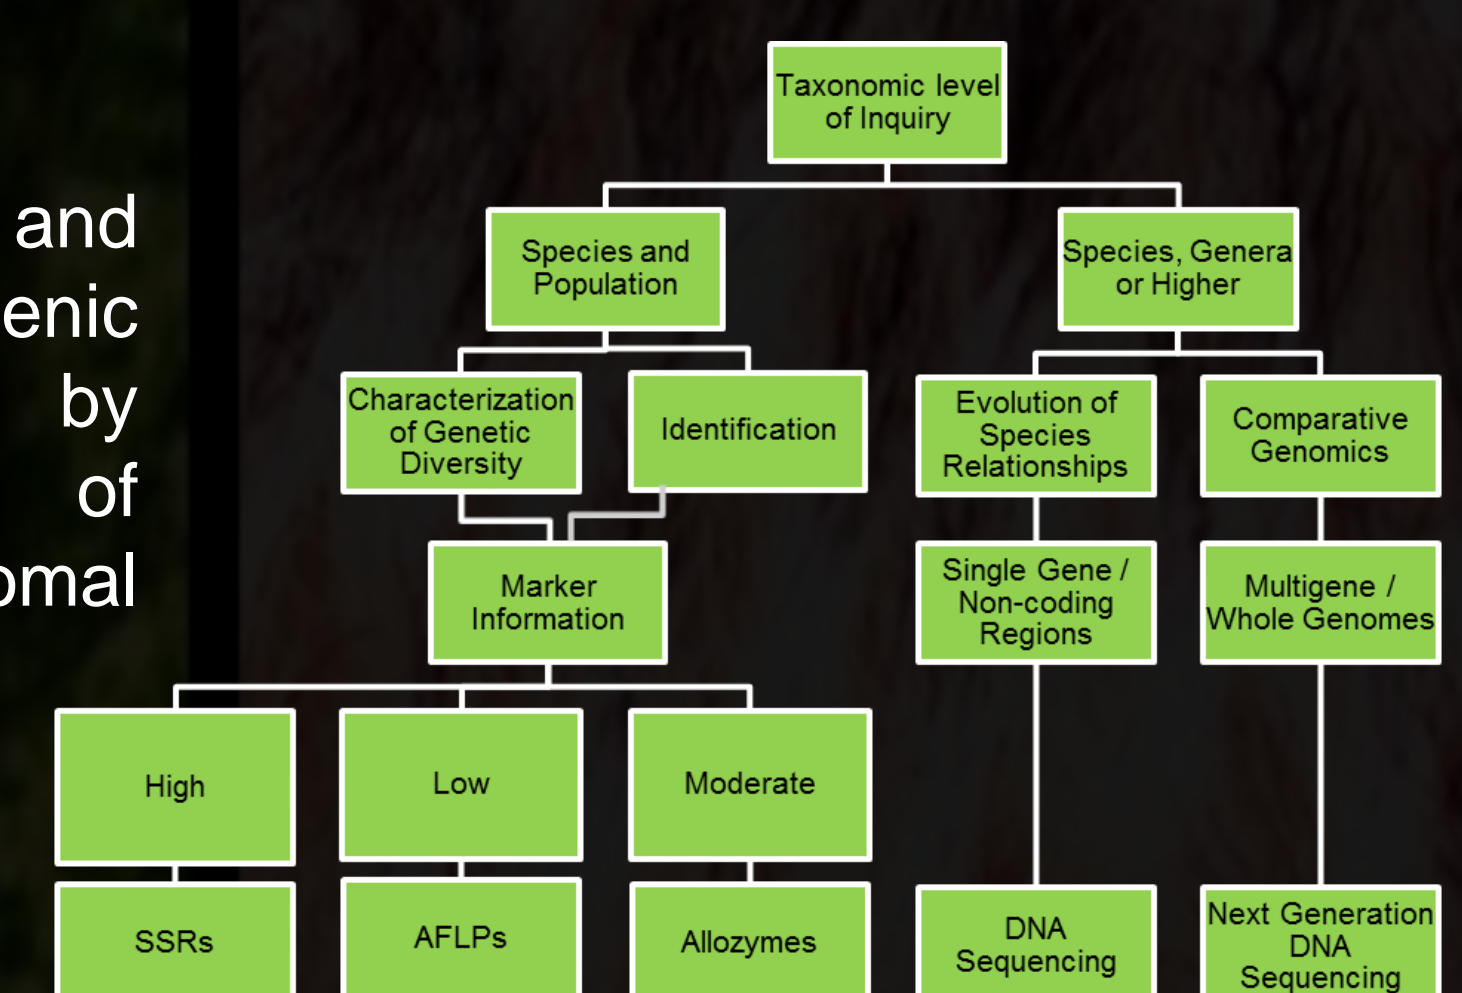 and
enic
by
of
omal
Taxonomic level
of Inquiry
Species and
Population
Species, Genera
or Higher
Characterization
of Genetic
Diversity
Identification
Evolution of
Species
Relationships
Comparative
Genomics
Marker
Information
Single Gene /
Non-coding
Regions
Multigene /
Whole Genomes
High
Low
Moderate
SSRs
AFLPs
Allozymes
DNA
Sequencing
Next Generation
DNA
Sequencing